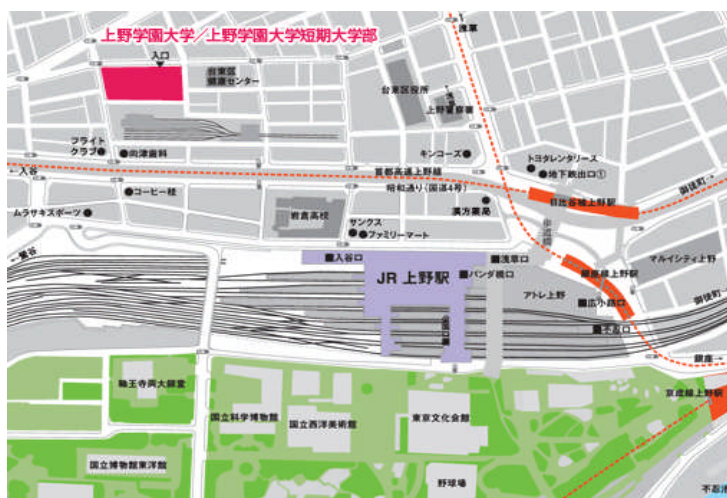 上野学園大学／上野学園大学短期大学部
入口
台東区
健康センター
浅草
台東区役所
上野警察署
フライト
クラブ
向津歯科
キンコーズ
トヨタレンタリース
地下鉄出口①
←入谷
首都高速上野線
昭和通り(国道4号)
御徒町→
コーヒー館
日比谷線上野駅
ムラサキスポーツ
岩倉高校
サンクス
ファミリーマート
漢方薬局
マルイシティ上野
入谷口
浅草口
銀座線上野駅
JR 上野駅
パンダ橋口
アトレ上野
御徒町→
広小路口
公園口
不忍口
銀座→
京成線上野駅
輪王寺両大師堂
国立科学博物館
国立西洋美術館
東京文化会館
国立博物館東洋館
野球場